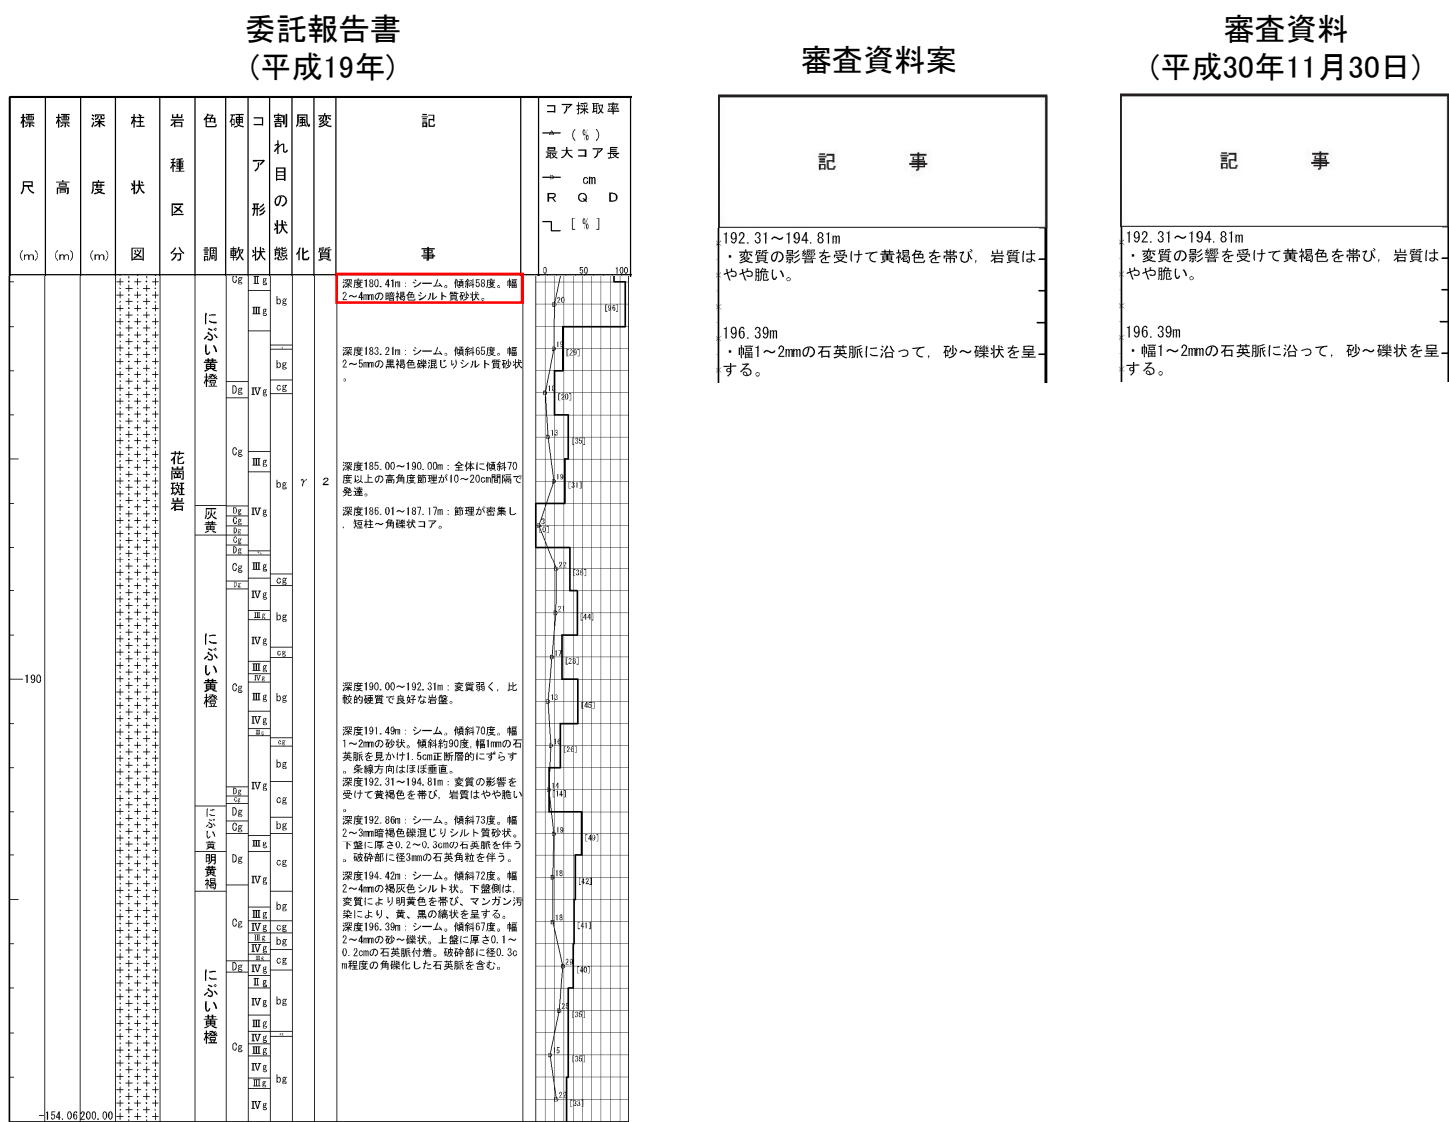 委託報告書
(平成19年)
審査資料案
審査資料
(平成30年11月30日)
標尺(m)
標高(m)
深度(m)
柱状図
岩種区分
色調
硬軟
コア形状
割れ目の状態
風化
変質
記事
コア採取率
(%)
最大コア長
cm
RQD
[%]
0 50 100
深度180.41m:シーム。傾斜58度。幅
2~4mmの暗褐色シルト質砂状。
深度183.21m:シーム。傾斜65度。幅
2~5mmの黒褐色礫混じりシルト質砂状
。
深度185.00~190.00m:全体に傾斜70
度以上の高角度節理が10~20cm間隔で
発達。
深度186.01~187.17m:節理が密集し
,短柱~角礫状コア。
深度190.00~192.31m:変質弱く,比
較的硬質で良好な岩盤。
深度191.49m:シーム。傾斜70度。幅
1~2mmの砂状。傾斜約90度,幅1mmの石
英脈を見かけ1.5cm正断層的にずらす
。条線方向はほぼ垂直。
深度192.31~194.81m:変質の影響を
受けて黄褐色を帯び,岩質はやや脆い
。
深度192.86m:シーム。傾斜73度。幅
2~3mm暗褐色礫混じりシルト質砂状。
下盤に厚さ0.2~0.3cmの石英脈を伴う
。破砕部に径3mmの石英角粒を伴う。
深度194.42m:シーム。傾斜72度。幅
2~4mmの褐灰色シルト状。下盤側は,
変質により明黄色を帯び、マンガン汚
染により、黄、黒の縞状を呈する。
深度196.39m:シーム。傾斜67度。幅
2~4mmの砂~礫状。上盤に厚さ0.1~
0.2cmの石英脈付着。破砕部に径0.3c
m程度の角礫化した石英脈を含む。
190
-154.06 200.00
花崗斑岩
にぶい黄橙
灰黄
にぶい黄橙
にぶい黄
明黄褐
にぶい黄橙
γ
2
記事
192.31~194.81m
・変質の影響を受けて黄褐色を帯び,岩質は
やや脆い。
196.39m
・幅1~2mmの石英脈に沿って,砂~礫状を呈
する。
記事
192.31~194.81m
・変質の影響を受けて黄褐色を帯び,岩質は
やや脆い。
196.39m
・幅1~2mmの石英脈に沿って,砂~礫状を呈
する。